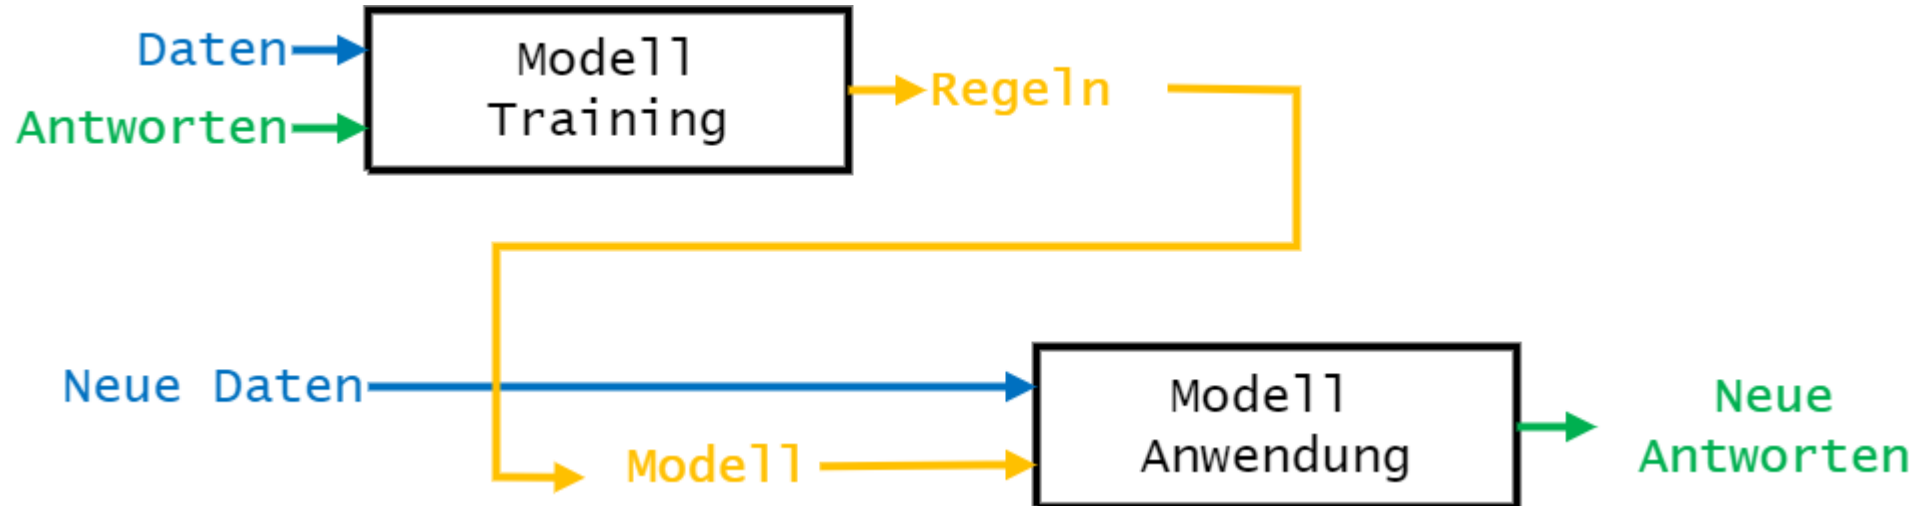 Daten
Antworten
Modell
Training
Regeln
Neue Daten
Modell
Modell
Anwendung
Neue
Antworten